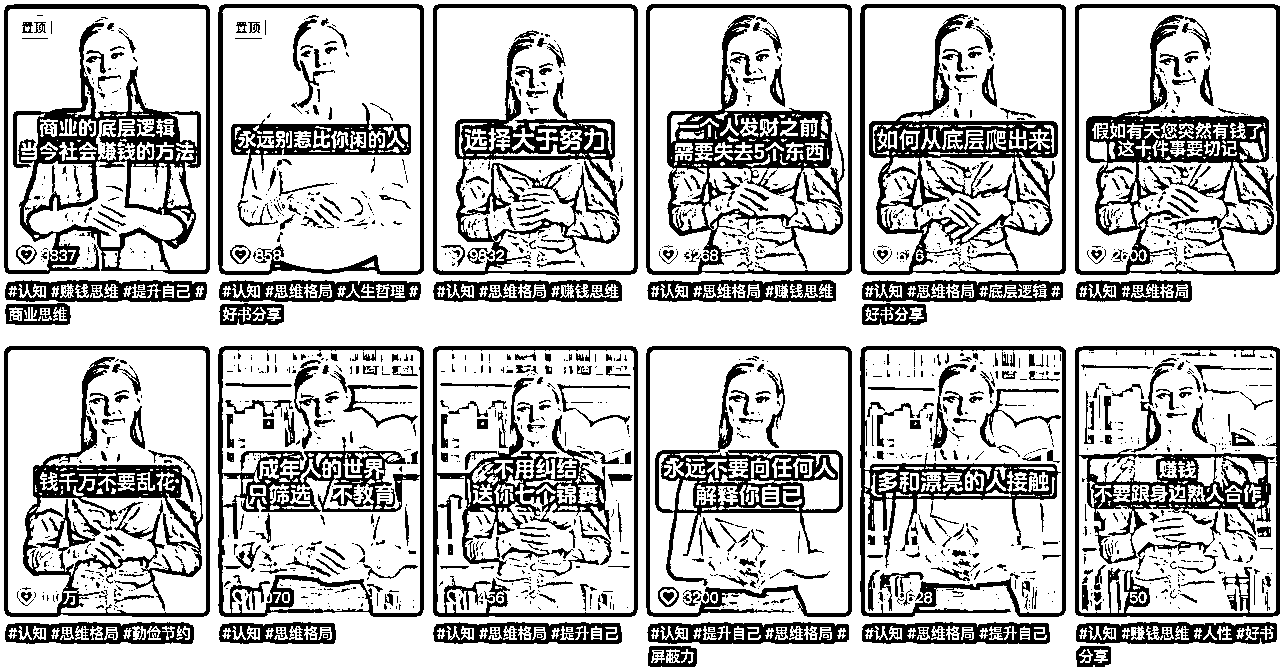 置顶
商业的底层逻辑
当今社会赚钱的方法
3837
#认知 #赚钱思维 #提升自己 #
商业思维
置顶
永远别惹比你闲的人
858
#认知 #思维格局 #人生哲理 #
好书分享
选择大于努力
9832
#认知 #思维格局 #赚钱思维
一个人发财之前
需要失去5个东西
3268
#认知 #思维格局 #赚钱思维
如何从底层爬出来
#认知 #思维格局 #底层逻辑 #
好书分享
假如有天您突然有钱了
这十件事要切记
2600
#认知 #思维格局
钱千万不要乱花
#认知 #思维格局 #勤俭节约
成年人的世界
只筛选 不教育
#认知 #思维格局
不用纠结
送你七个锦囊
#认知 #思维格局 #提升自己
永远不要向任何人
解释你自己
3200
#认知 #提升自己 #思维格局 #
屏蔽力
多和漂亮的人接触
#认知 #思维格局 #提升自己
赚钱
不要跟身边熟人合作
#认知 #赚钱思维 #人性 #好书
分享